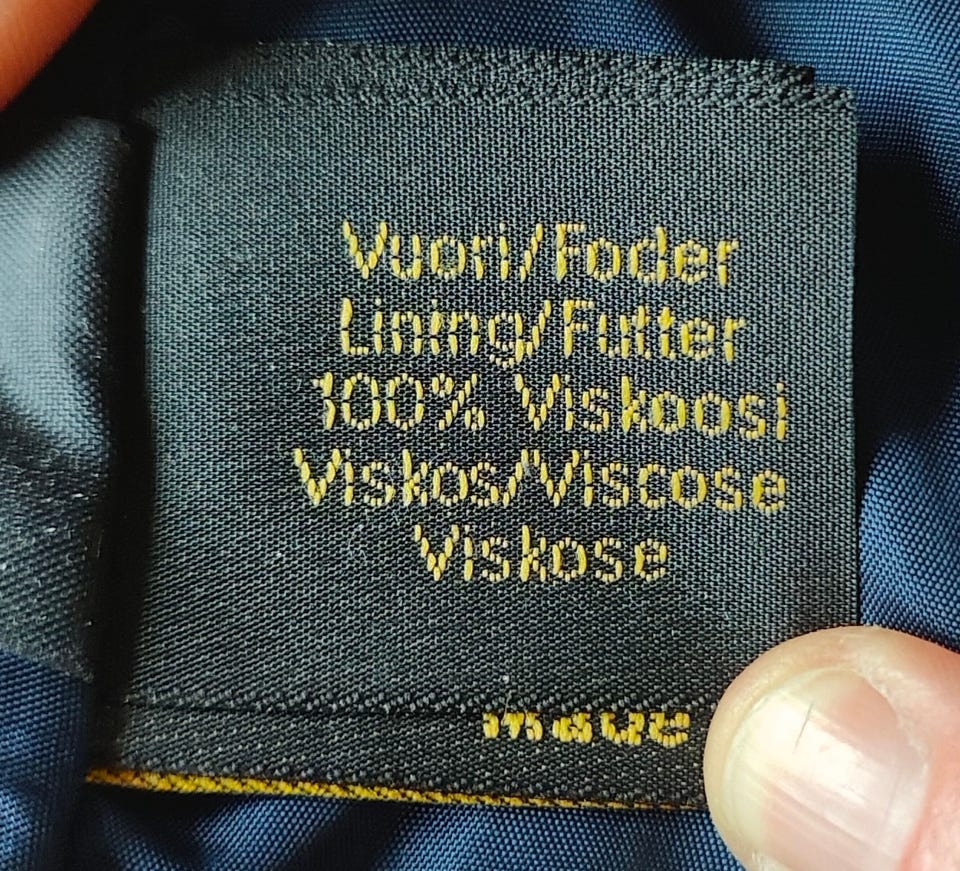 Vuori/Foder
Lining/Futter
100% Viskoosi
Viskos/Viscose
Viskose